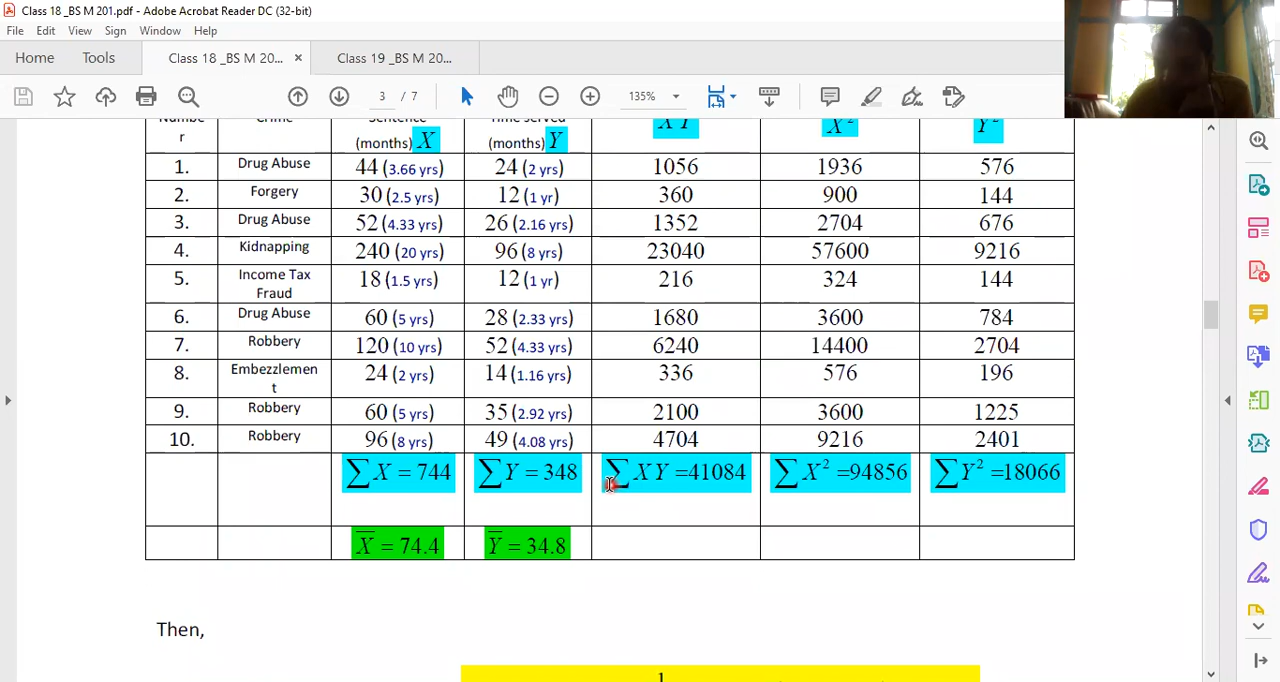 Class 18 _BS M 201.pdf - Adobe Acrobat Reader DC (32-bit)
File Edit View Sign Window Help
Home Tools Class 18 _BS M 20... × Class 19 _BS M 20...
3 / 7 135%
Numbe r Crime Sentence (months) X Time served (months) Y X Y X² Y²
1. Drug Abuse 44 (3.66 yrs) 24 (2 yrs) 1056 1936 576
2. Forgery 30 (2.5 yrs) 12 (1 yr) 360 900 144
3. Drug Abuse 52 (4.33 yrs) 26 (2.16 yrs) 1352 2704 676
4. Kidnapping 240 (20 yrs) 96 (8 yrs) 23040 57600 9216
5. Income Tax Fraud 18 (1.5 yrs) 12 (1 yr) 216 324 144
6. Drug Abuse 60 (5 yrs) 28 (2.33 yrs) 1680 3600 784
7. Robbery 120 (10 yrs) 52 (4.33 yrs) 6240 14400 2704
8. Embezzlemen t 24 (2 yrs) 14 (1.16 yrs) 336 576 196
9. Robbery 60 (5 yrs) 35 (2.92 yrs) 2100 3600 1225
10. Robbery 96 (8 yrs) 49 (4.08 yrs) 4704 9216 2401
∑ X = 744 ∑ Y = 348 ∑ X Y =41084 ∑ X² =94856 ∑ Y² =18066
X̅ = 74.4 Y̅ = 34.8
Then,
1